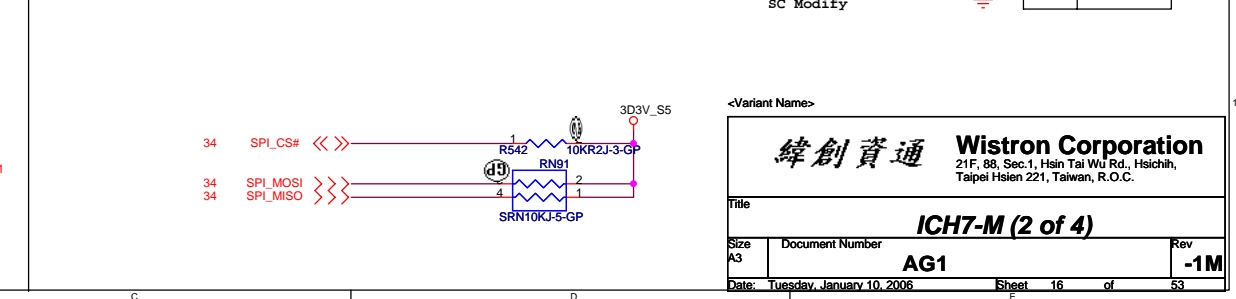 SC Modify
3D3V_S5
34 SPI_CS#
1
R542 10KR2J-3-GP
RN91
GP
34 SPI_MOSI
2
34 SPI_MISO
4 1
SRN10KJ-5-GP
<Variant Name>
緯創資通
Wistron Corporation
21F, 88, Sec.1, Hsin Tai Wu Rd., Hsichih,
Taipei Hsien 221, Taiwan, R.O.C.
Title
ICH7-M (2 of 4)
Size
A3
Document Number
AG1
Rev
-1M
Date: Tuesday, January 10, 2006
Sheet 16 of 53
1
1
C
D
E